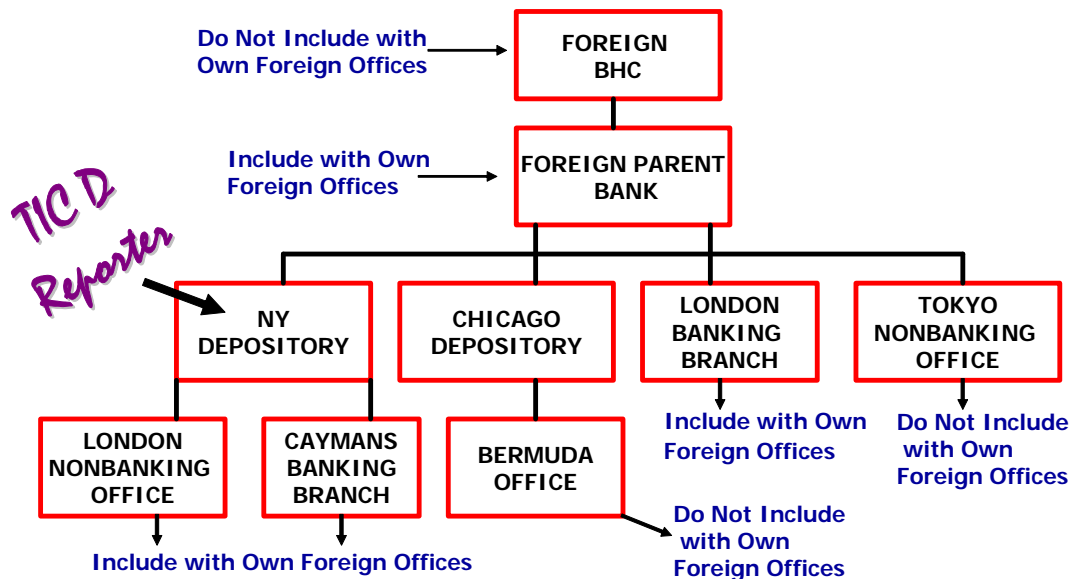 Do Not Include with
Own Foreign Offices
FOREIGN
BHC
Include with Own
Foreign Offices
FOREIGN PARENT
BANK
TIC D
Reporter
NY
DEPOSITORY
CHICAGO
DEPOSITORY
LONDON
BANKING
BRANCH
TOKYO
NONBANKING
OFFICE
LONDON
NONBANKING
OFFICE
CAYMANS
BANKING
BRANCH
BERMUDA
OFFICE
Include with Own
Foreign Offices
Do Not Include
with Own
Foreign Offices
Include with Own Foreign Offices
Do Not Include
with Own
Foreign Offices